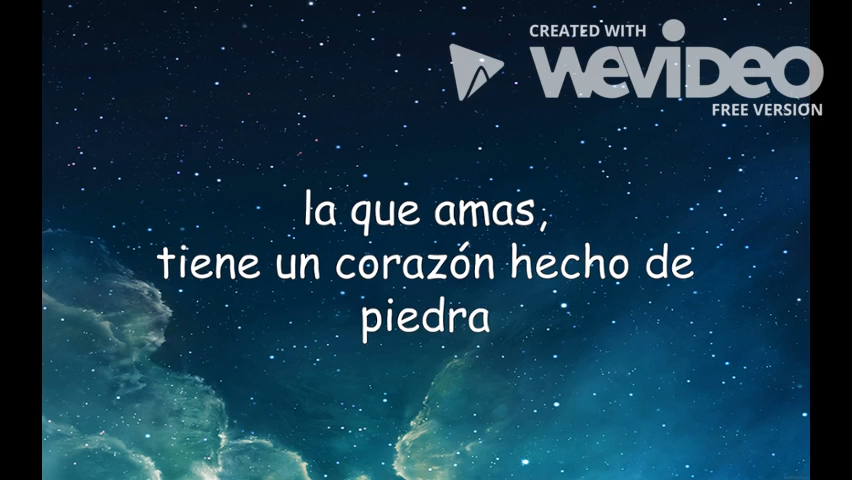 CREATED WITH
WEVIDEO
FREE VERSION
la que amas,
tiene un corazón hecho de
piedra